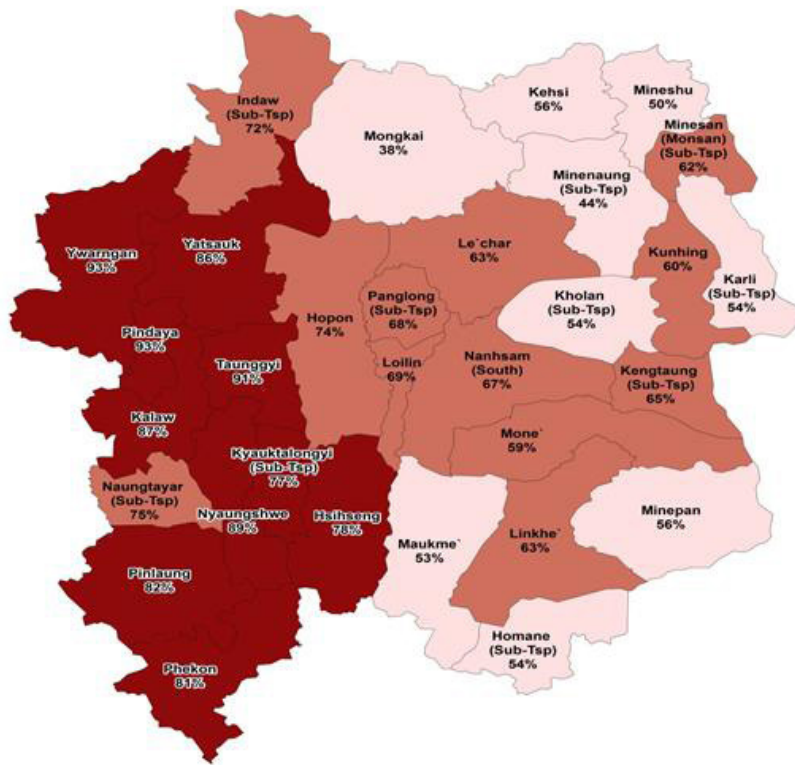 Kehsi
56%
Mineshu
50%
Indaw
(Sub-Tsp)
72%
Mongkai
38%
Minesan
(Monsan)
(Sub-Tsp)
62%
Minenaung
(Sub-Tsp)
44%
Ywarngan
93%
Yatsauk
86%
Le`char
63%
Kunhing
60%
Karli
(Sub-Tsp)
54%
Hopon
74%
Panglong
(Sub-Tsp)
68%
Kholan
(Sub-Tsp)
54%
Pindaya
93%
Taunggyi
91%
Loilin
69%
Nanhsam
(South)
67%
Kengtaung
(Sub-Tsp)
65%
Kalaw
87%
Mone`
59%
Kyauktalongyi
(Sub-Tsp)
77%
Naungtayar
(Sub-Tsp)
75%
Nyaungshwe
89%
Hsihseng
78%
Maukme`
53%
Linkhe`
63%
Minepan
56%
Pinlaung
82%
Homane
(Sub-Tsp)
54%
Phekon
81%